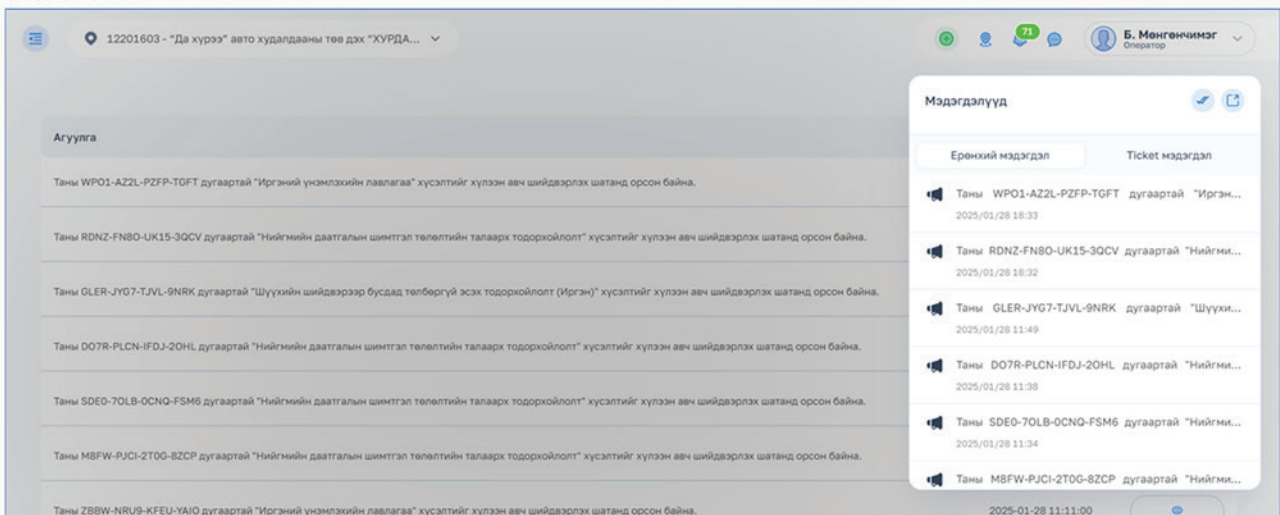 12201603 - "Да хүрээ" авто худалдааны төв дэх "ХУРДА...
71
Б. Мөнгөнчимэг
Оператор
Мэдэгдэлүүд
Ерөнхий мэдэгдэл
Ticket мэдэгдэл
Таны WPO1-AZ2L-PZFP-TGFT дугаартай "Ирган...
2025/01/28 18:33
Таны RDNZ-FN8O-UK15-3QCV дугаартай "Нийгми...
2025/01/28 18:32
Таны GLER-JYG7-TJVL-9NRK дугаартай "Шүүхи...
2025/01/28 11:49
Таны DO7R-PLCN-IFDJ-2OHL дугаартай "Нийгми...
2025/01/28 11:38
Таны SDE0-7OLB-0CNQ-FSM6 дугаартай "Нийгми...
2025/01/28 11:34
Таны M8FW-PJCI-2T0G-8ZCP дугаартай "Нийгми...
Агуулга
Таны WPO1-AZ2L-PZFP-TGFT дугаартай "Иргэний үнэмлэхийн лавлагаа" хүсэлтийг хүлээн авч шийдвэрлэх шатанд орсон байна.
Таны RDNZ-FN8O-UK15-3QCV дугаартай "Нийгмийн даатгалын шимтгэл төлөлтийн талаарх тодорхойлолт" хүсэлтийг хүлээн авч шийдвэрлэх шатанд орсон байна.
Таны GLER-JYG7-TJVL-9NRK дугаартай "Шүүхийн шийдвэрээр бусдад төлбөргүй эсэх тодорхойлолт (Иргэн)" хүсэлтийг хүлээн авч шийдвэрлэх шатанд орсон байна.
Таны DO7R-PLCN-IFDJ-2OHL дугаартай "Нийгмийн даатгалын шимтгэл төлөлтийн талаарх тодорхойлолт" хүсэлтийг хүлээн авч шийдвэрлэх шатанд орсон байна.
Таны SDE0-7OLB-0CNQ-FSM6 дугаартай "Нийгмийн даатгалын шимтгэл төлөлтийн талаарх тодорхойлолт" хүсэлтийг хүлээн авч шийдвэрлэх шатанд орсон байна.
Таны M8FW-PJCI-2T0G-8ZCP дугаартай "Нийгмийн даатгалын шимтгэл төлөлтийн талаарх тодорхойлолт" хүсэлтийг хүлээн авч шийдвэрлэх шатанд орсон байна.
Таны ZBBW-NRU9-KFEU-YAIO дугаартай "Иргэний үнэмлэхийн лавлагаа" хүсэлтийг хүлээн авч шийдвэрлэх шатанд орсон байна.
2025-01-28 11:11:00